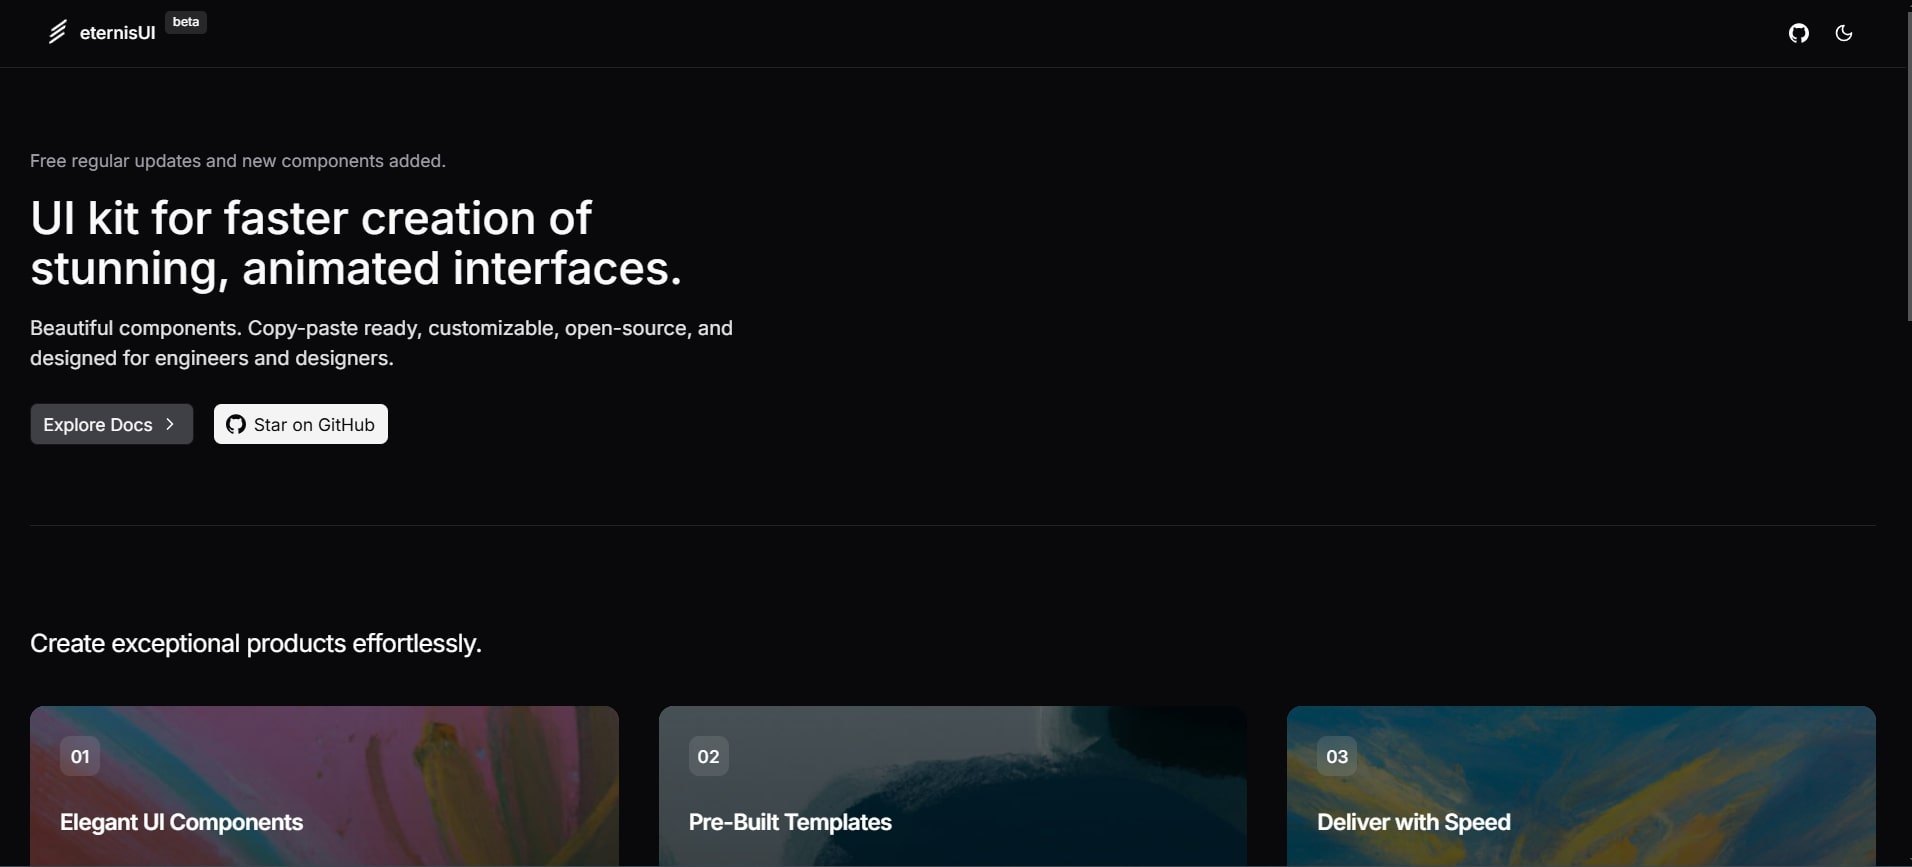 eternisUI beta
Free regular updates and new components added.
UI kit for faster creation of
stunning, animated interfaces.
Beautiful components. Copy-paste ready, customizable, open-source, and
designed for engineers and designers.
Explore Docs
Star on GitHub
Create exceptional products effortlessly.
01
Elegant UI Components
02
Pre-Built Templates
03
Deliver with Speed